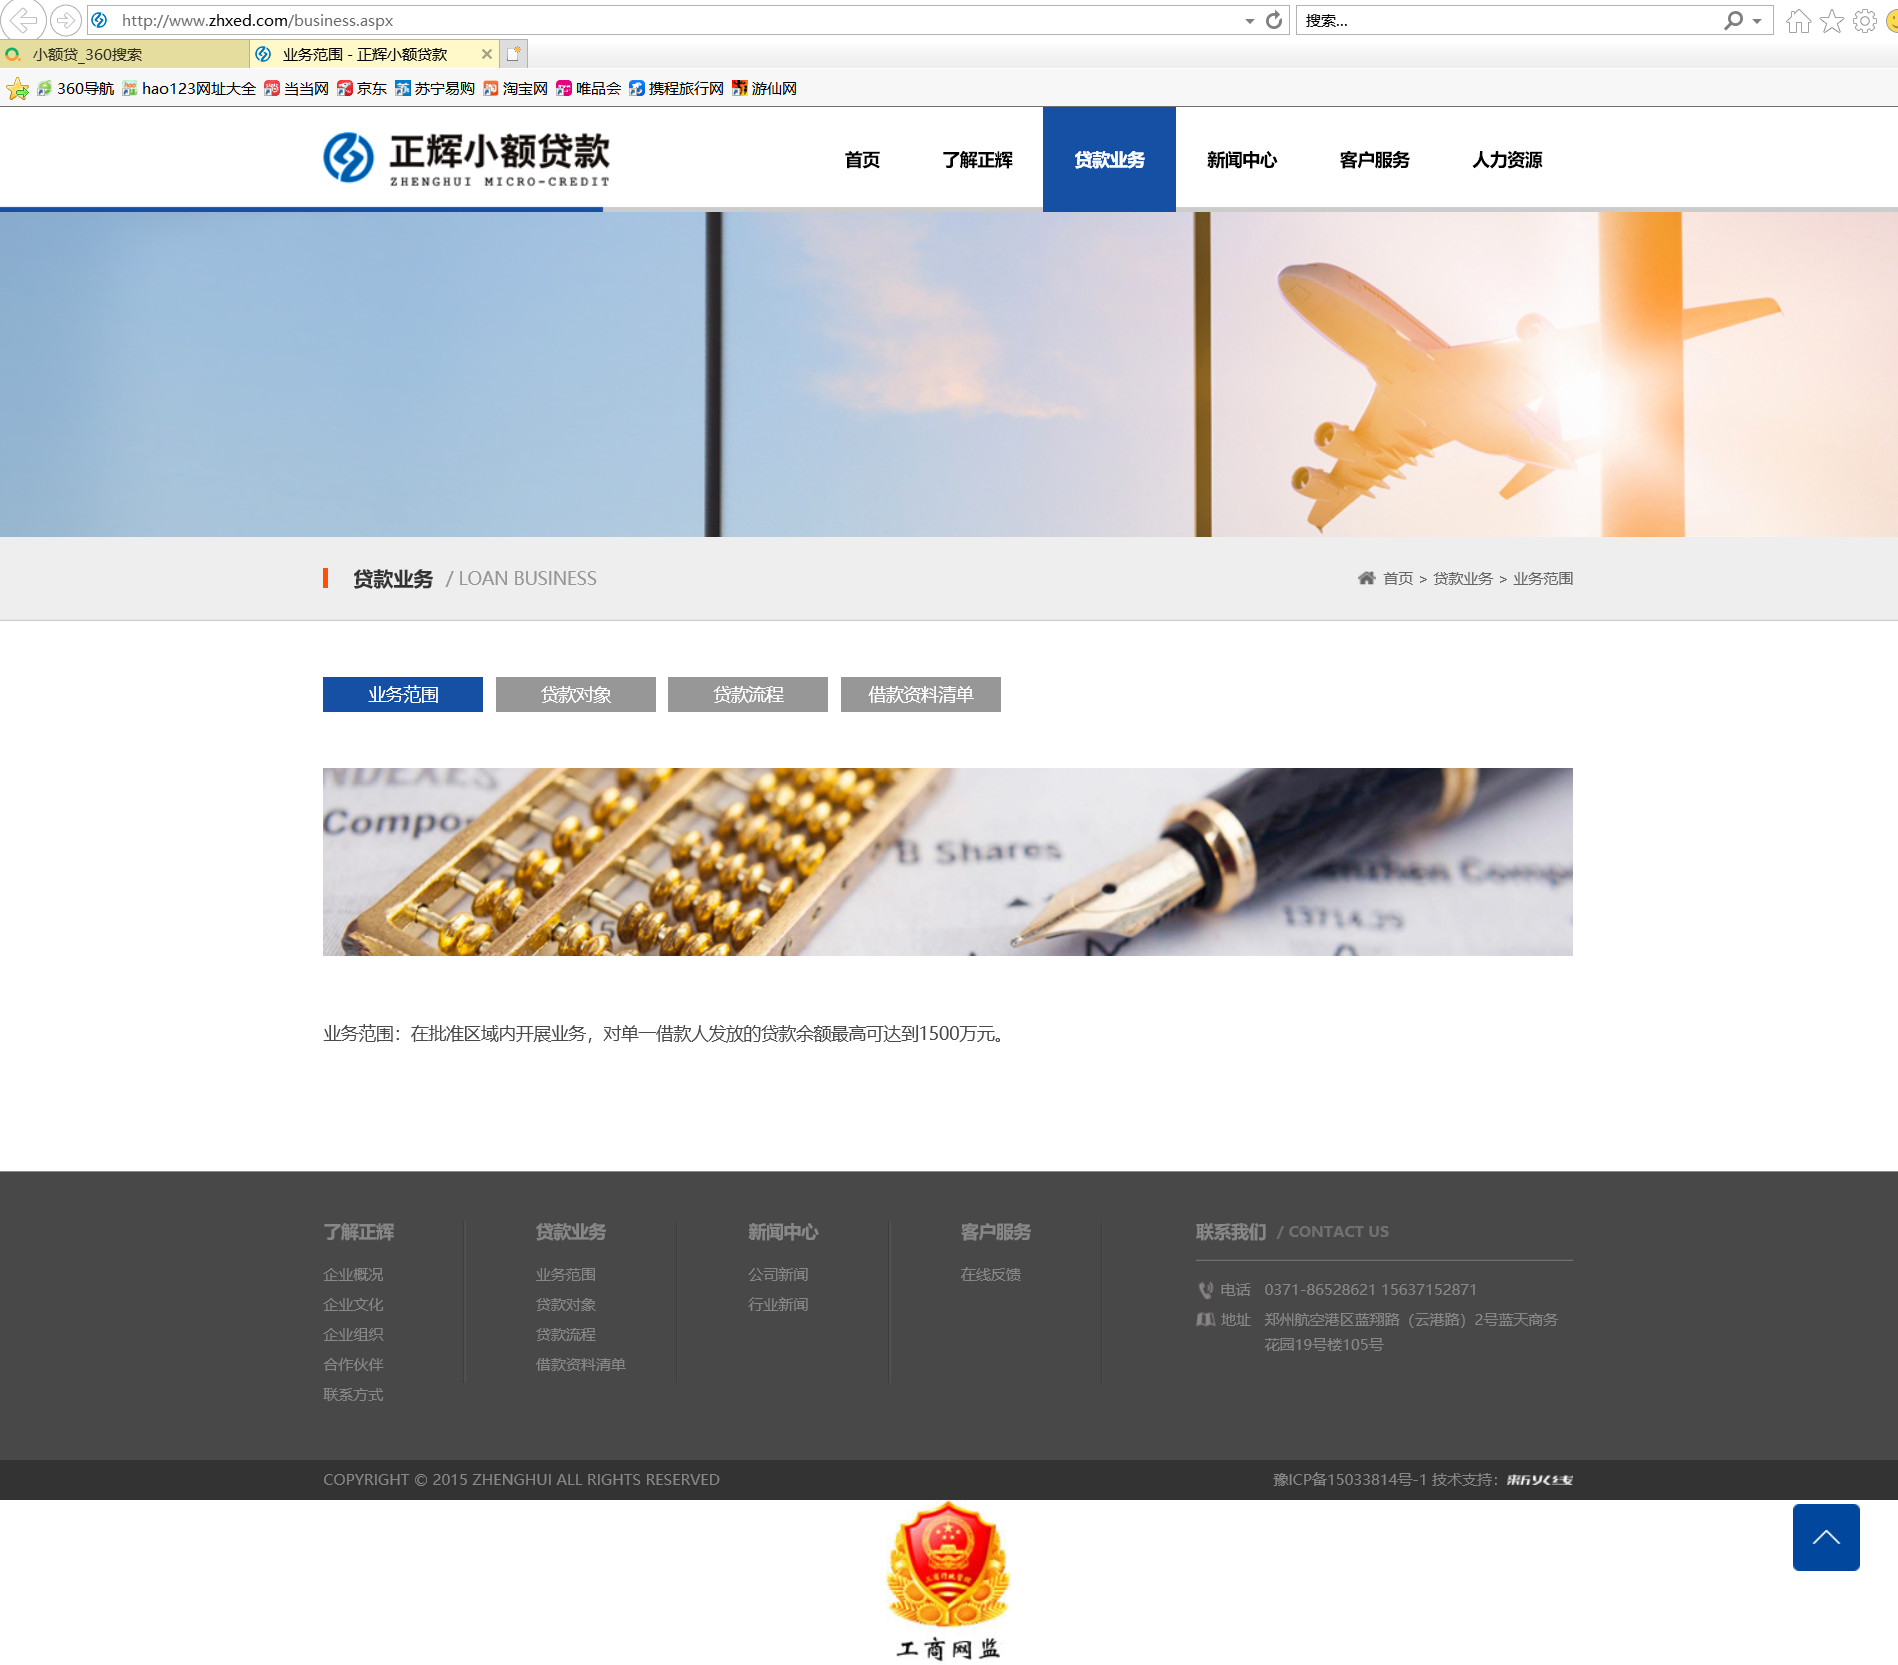 http://www.zhxed.com/business.aspx
搜索...
小额贷_360搜索
业务范围 - 正辉小额贷款
360导航 hao123网址大全 当当网 京东 苏宁易购 淘宝网 唯品会 携程旅行网 游仙网
正辉小额贷款
ZHENGHUI MICRO-CREDIT
首页 了解正辉 贷款业务 新闻中心 客户服务 人力资源
贷款业务 / LOAN BUSINESS
首页 > 贷款业务 > 业务范围
业务范围 贷款对象 贷款流程 借款资料清单
NDEXES
Compo
B Shares
13714.25
业务范围：在批准区域内开展业务，对单一借款人发放的贷款余额最高可达到1500万元。
了解正辉
企业概况
企业文化
企业组织
合作伙伴
联系方式
贷款业务
业务范围
贷款对象
贷款流程
借款资料清单
新闻中心
公司新闻
行业新闻
客户服务
在线反馈
联系我们 / CONTACT US
电话 0371-86528621 15637152871
地址 郑州航空港区蓝翔路（云港路）2号蓝天商务
花园19号楼105号
COPYRIGHT © 2015 ZHENGHUI ALL RIGHTS RESERVED
豫ICP备15033814号-1 技术支持：新火线
工商行政管理
工商网监